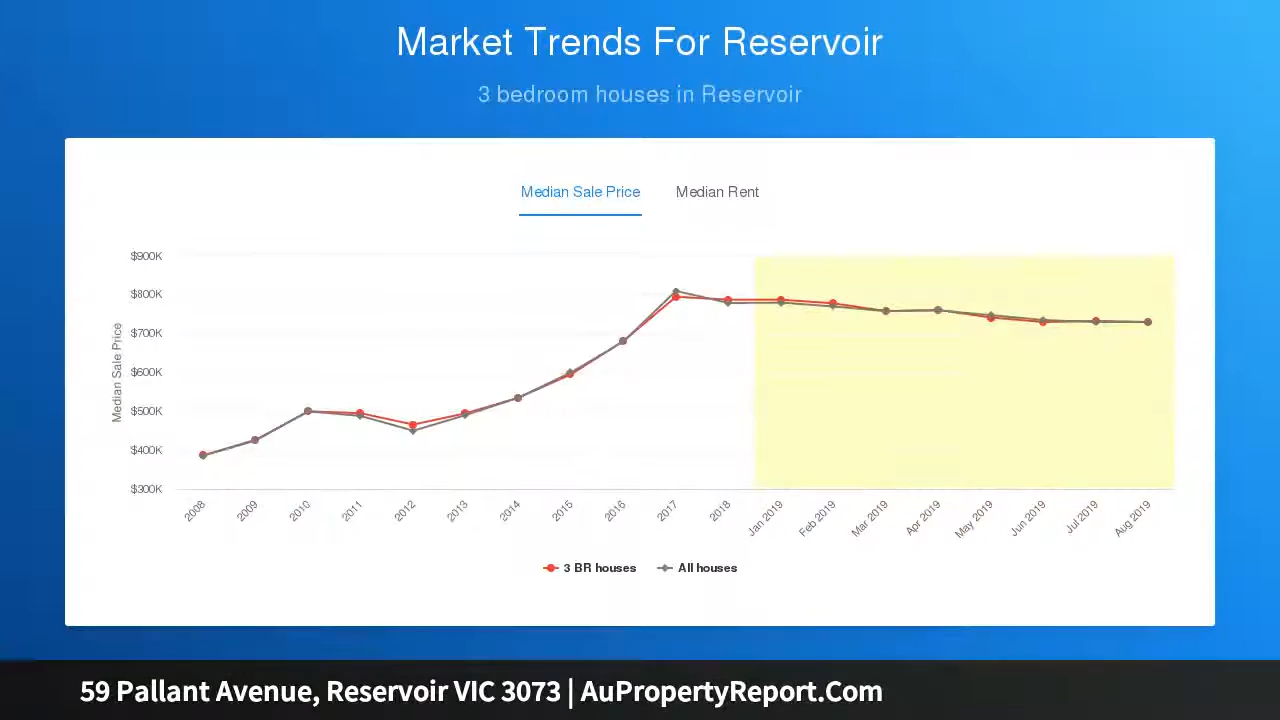 Market Trends For Reservoir
3 bedroom houses in Reservoir
Median Sale Price Median Rent
Median Sale Price
$900K
$800K
$700K
$600K
$500K
$400K
$300K
2008 2009 2010 2011 2012 2013 2014 2015 2016 2017 2018 Jan 2019 Feb 2019 Mar 2019 Apr 2019 May 2019 Jun 2019 Jul 2019 Aug 2019
3 BR houses All houses
59 Pallant Avenue, Reservoir VIC 3073 | AuPropertyReport.Com